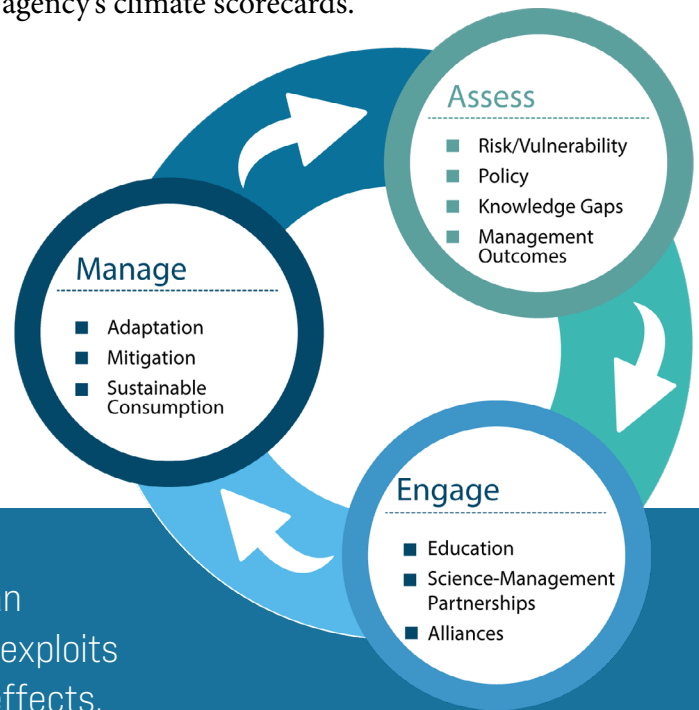 agency's climate scorecards.
Assess
Risk/Vulnerability
Policy
Knowledge Gaps
Management
Outcomes
Manage
Adaptation
Mitigation
Sustainable
Consumption
Engage
Education
Science-Management
Partnerships
Alliances
exploits
effects.